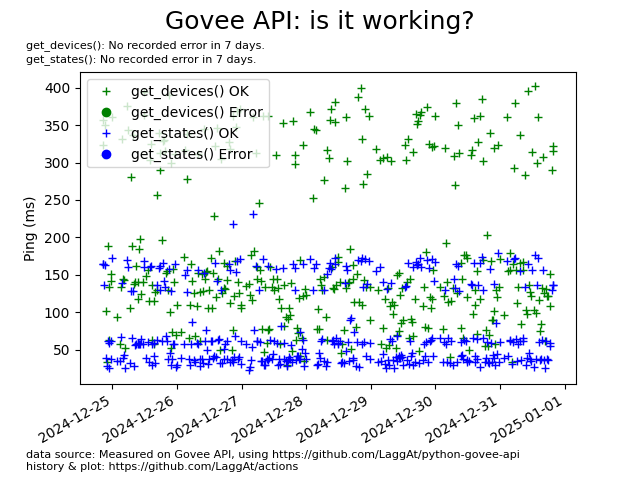 Govee API: is it working?
get_devices(): No recorded error in 7 days.
get_states(): No recorded error in 7 days.
get_devices() OK
get_devices() Error
get_states() OK
get_states() Error
Ping (ms)
400
350
300
250
200
150
100
50
2024-12-25
2024-12-26
2024-12-27
2024-12-28
2024-12-29
2024-12-30
2024-12-31
2025-01-01
data source: Measured on Govee API, using https://github.com/LaggAt/python-govee-api
history & plot: https://github.com/LaggAt/actions